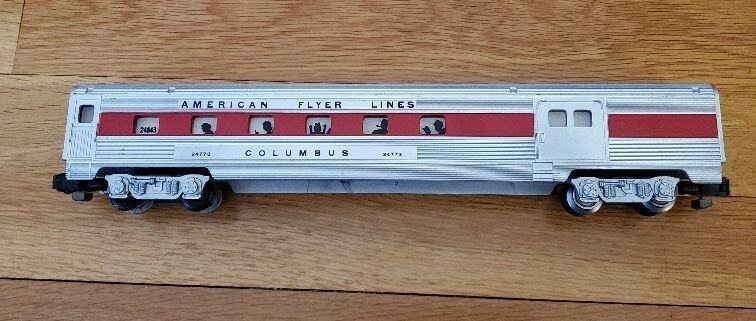 AMERICAN FLYER LINES
24843
24773 COLUMBUS 24773